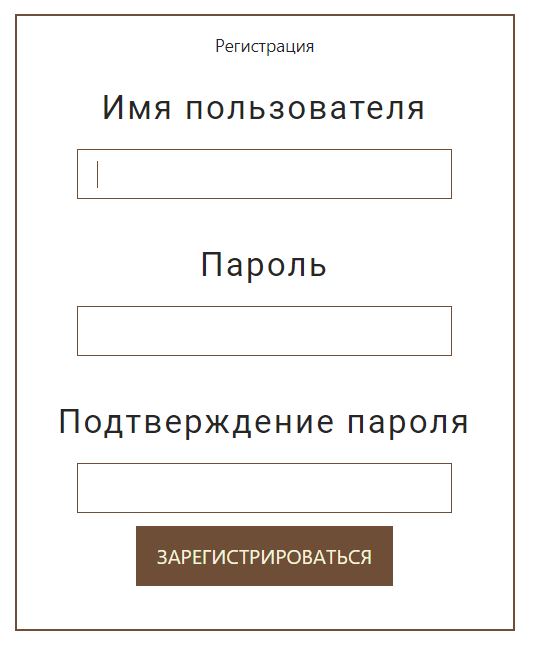 Регистрация
Имя пользователя
Пароль
Подтверждение пароля
ЗАРЕГИСТРИРОВАТЬСЯ